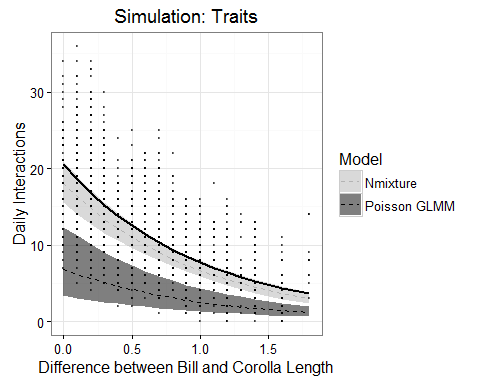 Simulation: Traits
Daily Interactions
30
20
10
0
0.0 0.5 1.0 1.5
Difference between Bill and Corolla Length
Model
Nmixture
Poisson GLMM